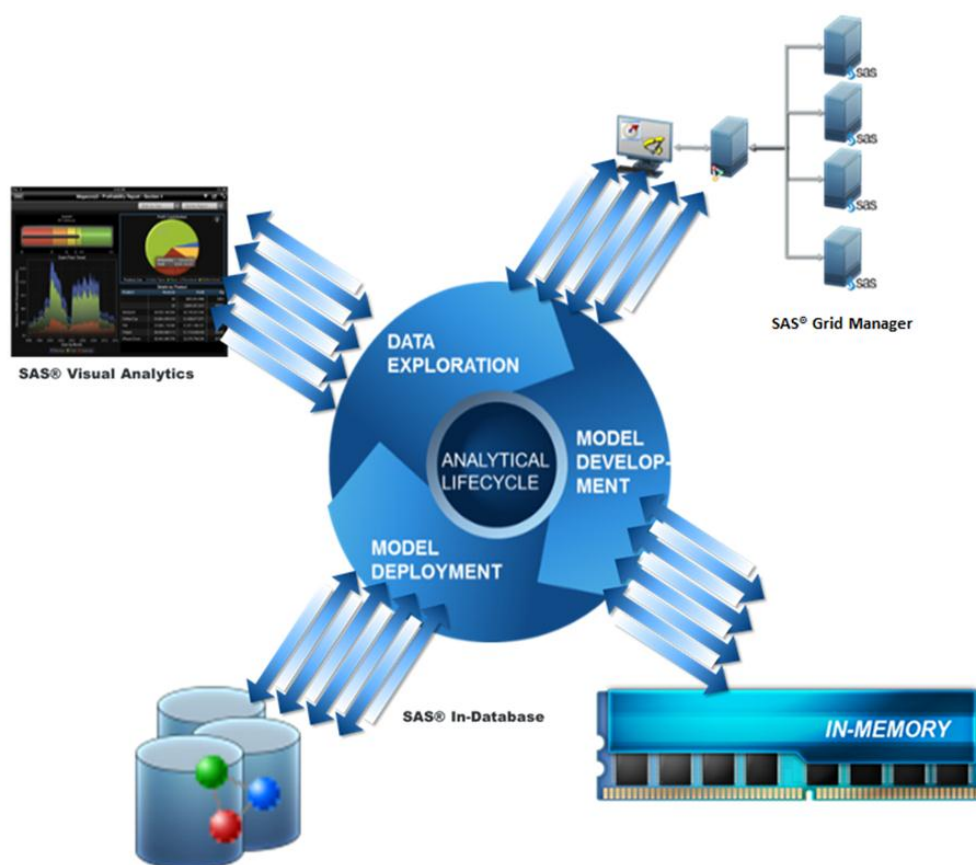 sas
sas
sas
sas
SAS® Grid Manager
SAS® Visual Analytics
DATA
EXPLORATION
MODEL
DEVELOP-
MENT
ANALYTICAL
LIFECYCLE
MODEL
DEPLOYMENT
SAS® In-Database
IN-MEMORY